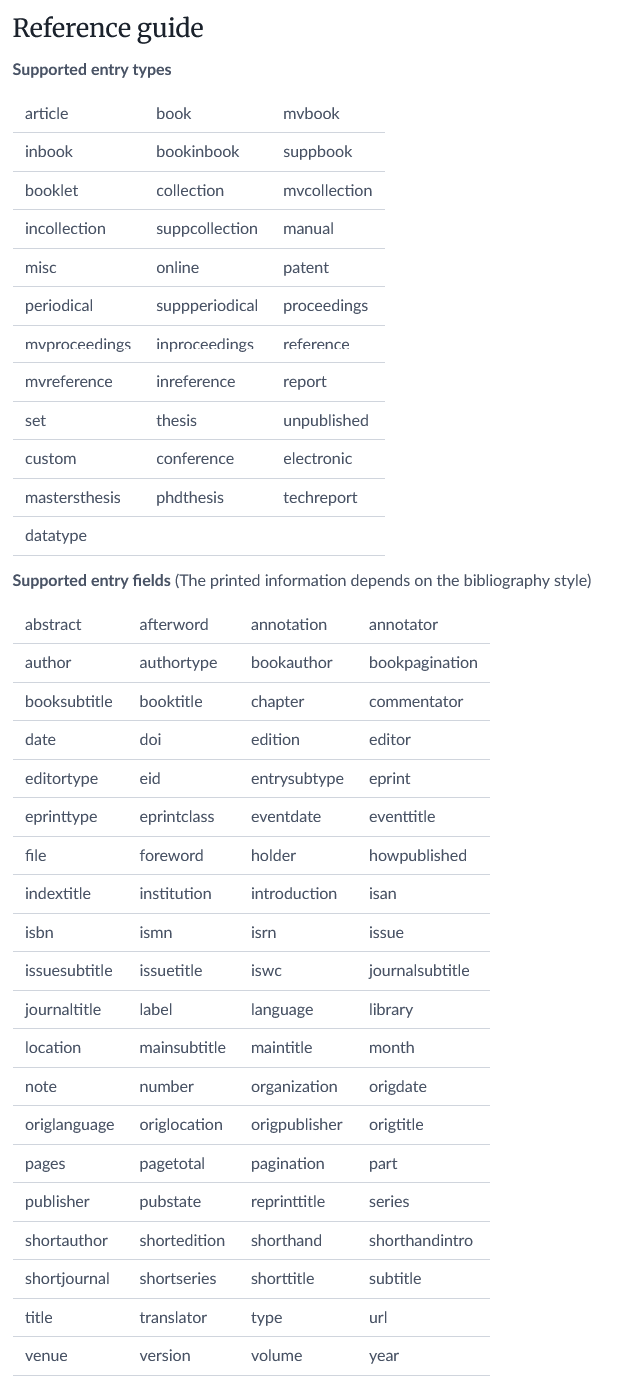 Reference guide
Supported entry types
article book mvbook
inbook bookinbook suppbook
booklet collection mvcollection
incollection suppcollection manual
misc online patent
periodical suppperiodical proceedings
mvproceedings inproceedings reference
mvreference inreference report
set thesis unpublished
custom conference electronic
mastersthesis phdthesis techreport
datatype
Supported entry fields (The printed information depends on the bibliography style)
abstract afterword annotation annotator
author authortype bookauthor bookpagination
booksubtitle booktitle chapter commentator
date doi edition editor
editortype eid entrysubtype eprint
eprinttype eprintclass eventdate eventtitle
file foreword holder howpublished
indextitle institution introduction isan
isbn ismn isrn issue
issuesubtitle issuetitle iswc journalsubtitle
journaltitle label language library
location mainsubtitle maintitle month
note number organization origdate
origlanguage origlocation origpublisher origtitle
pages pagetotal pagination part
publisher pubstate reprinttitle series
shortauthor shortedition shorthand shorthandintro
shortjournal shortseries shorttitle subtitle
title translator type url
venue version volume year